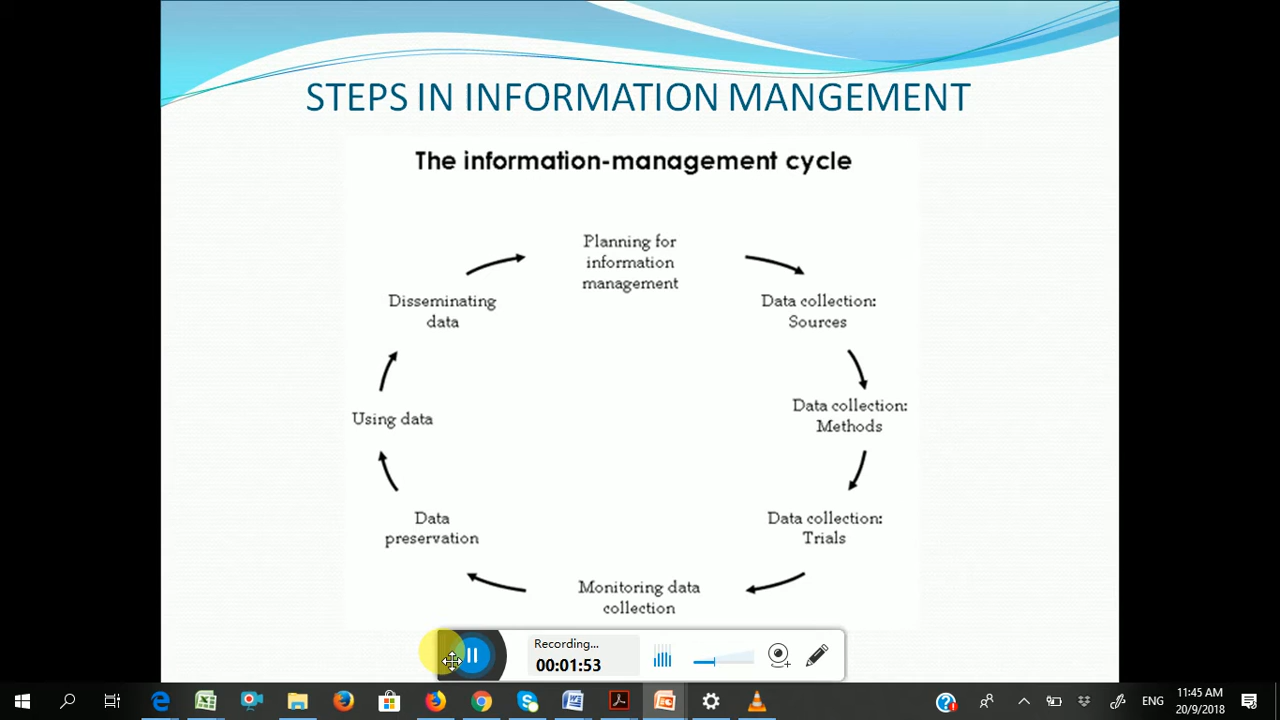 STEPS IN INFORMATION MANGEMENT
The information-management cycle
Planning for
information
management
Disseminating
data
Data collection:
Sources
Using data
Data collection:
Methods
Data
preservation
Data collection:
Trials
Monitoring data
collection
Recording...
00:01:53
ENG
11:45 AM
20/9/2018